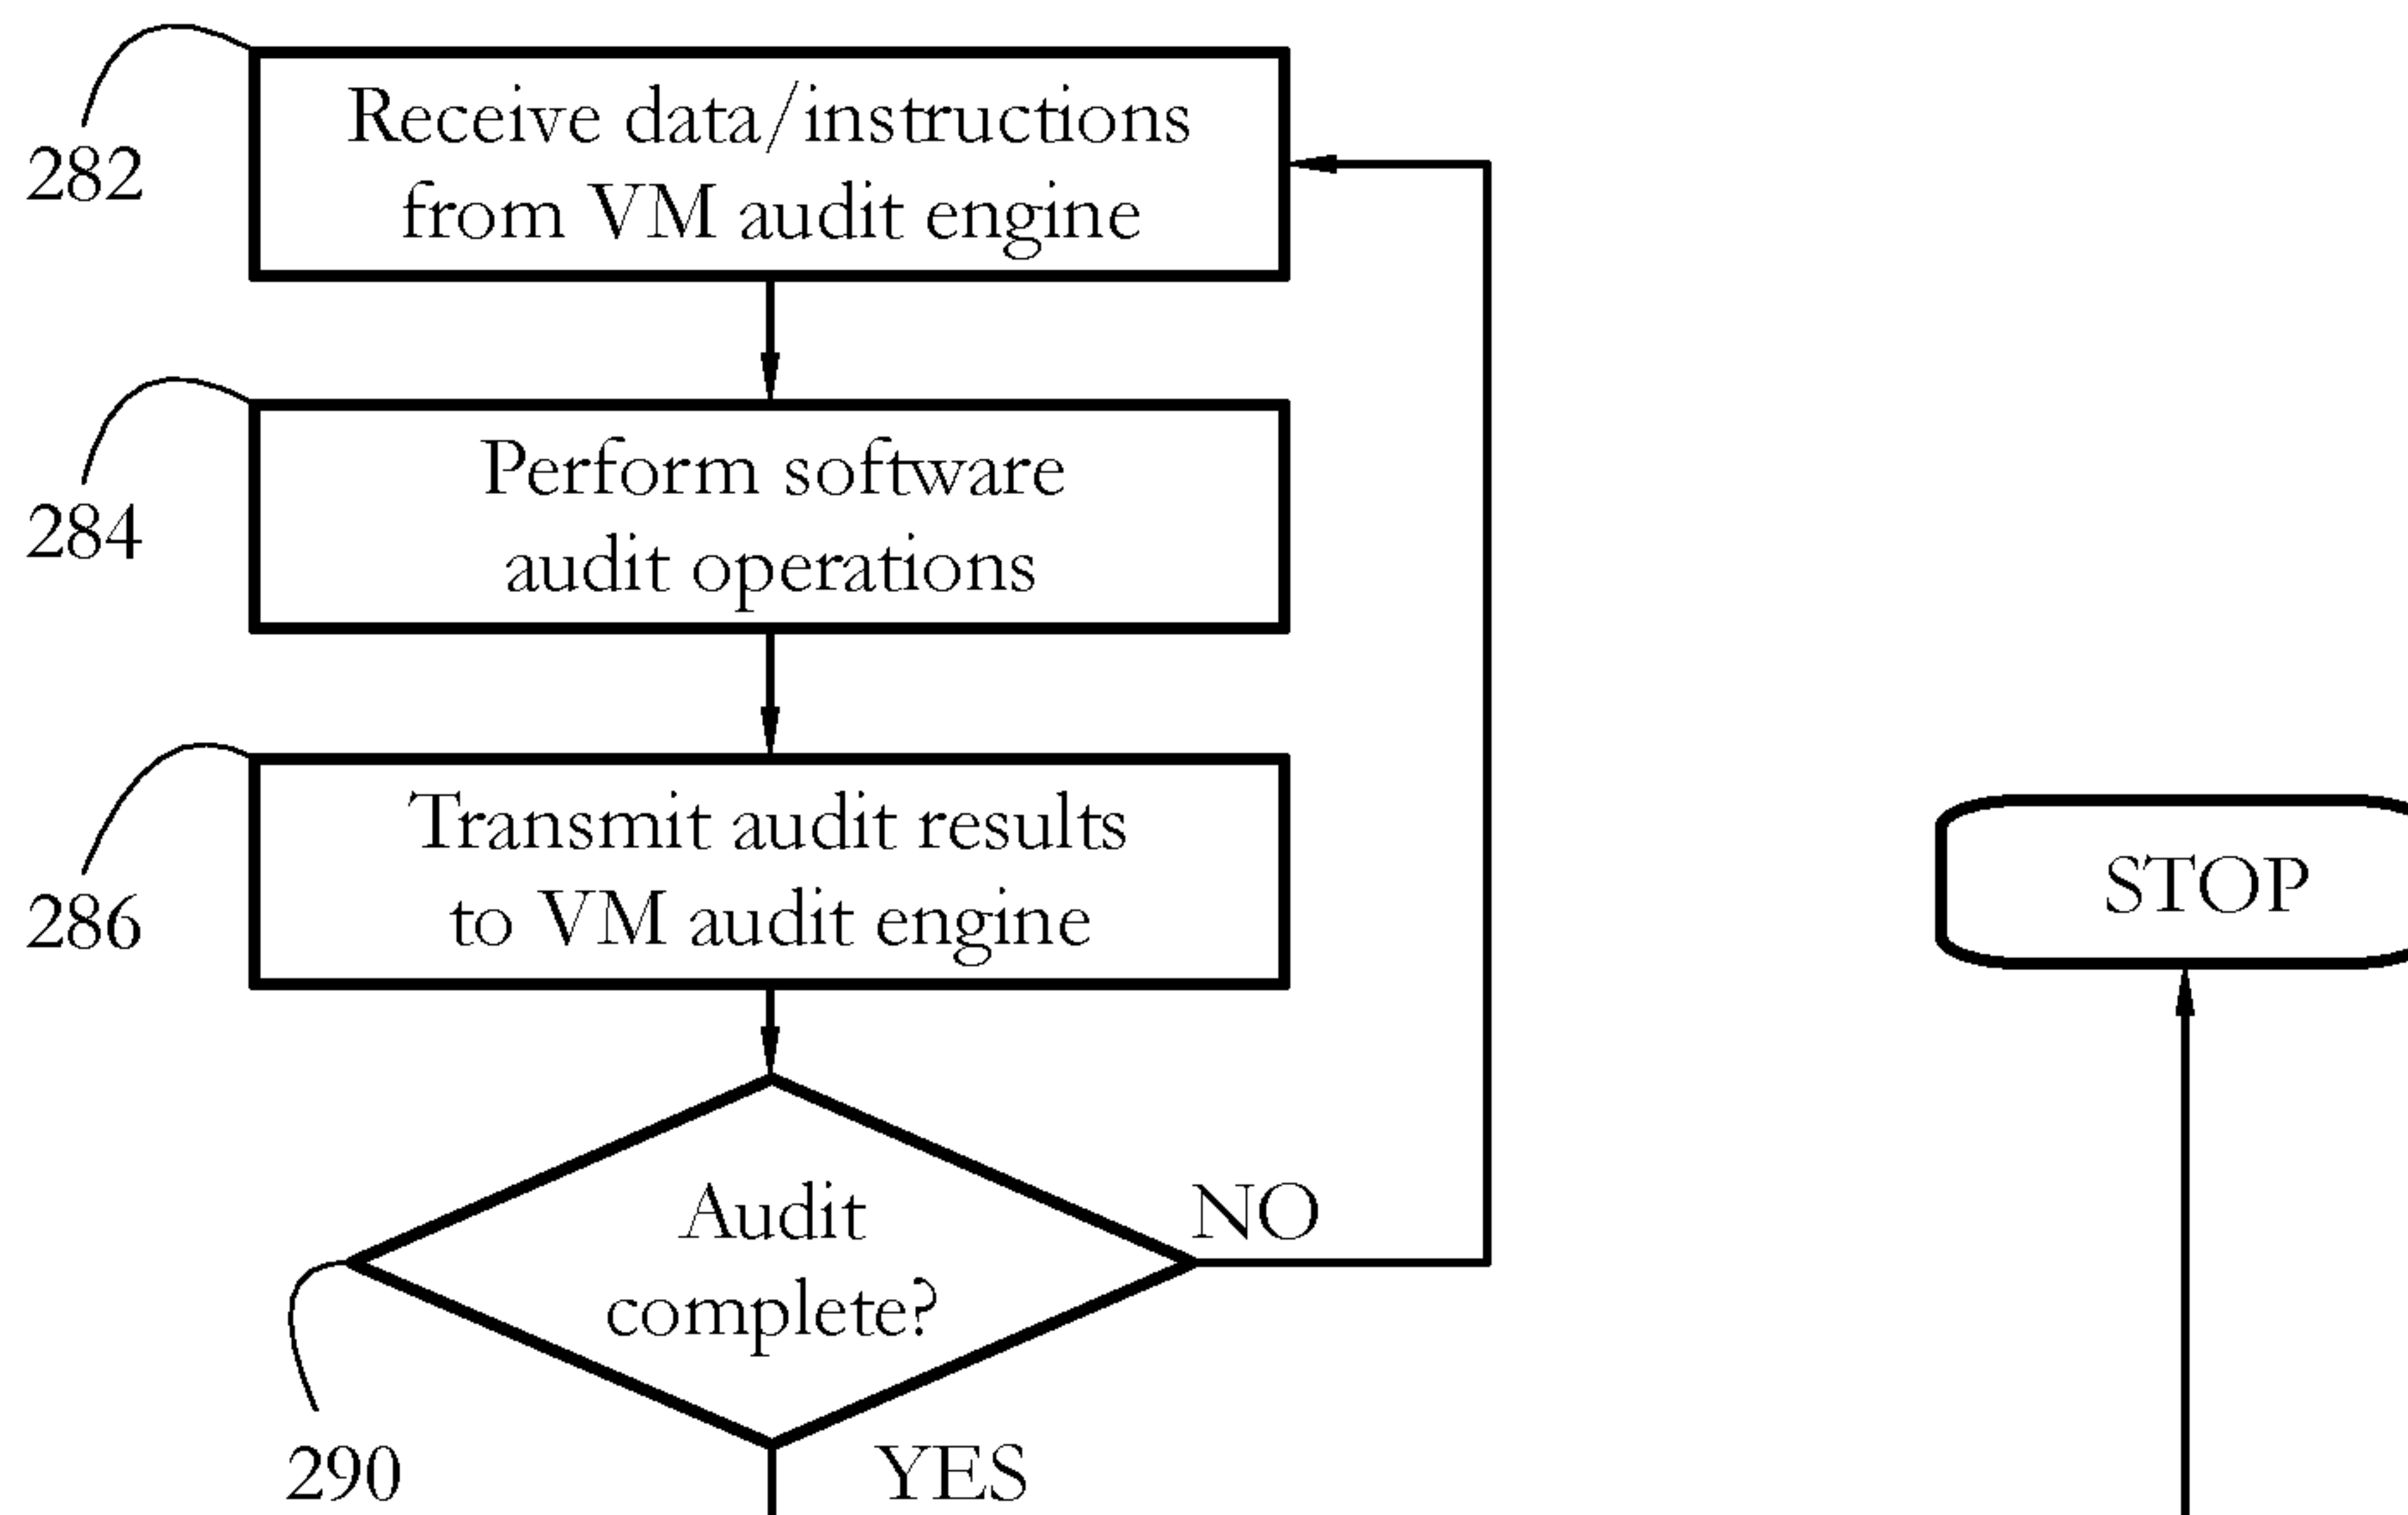 282
Receive data/instructions
from VM audit engine
284
Perform software
audit operations
286
Transmit audit results
to VM audit engine
STOP
Audit
complete?
NO
290
YES